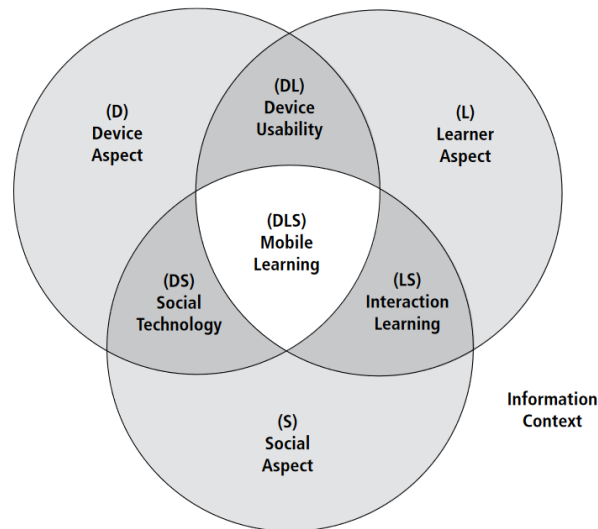 (D)
Device
Aspect
(DL)
Device
Usability
(L)
Learner
Aspect
(DLS)
Mobile
Learning
(DS)
Social
Technology
(LS)
Interaction
Learning
(S)
Social
Aspect
Information
Context